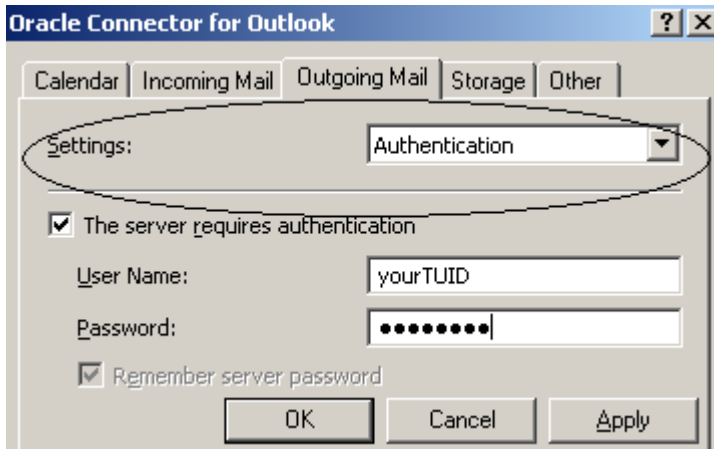 Oracle Connector for Outlook ? X
Calendar Incoming Mail Outgoing Mail Storage Other
Settings: Authentication
The server requires authentication
User Name: yourTUID
Password: ●●●●●●●●
Remember server password
OK Cancel Apply